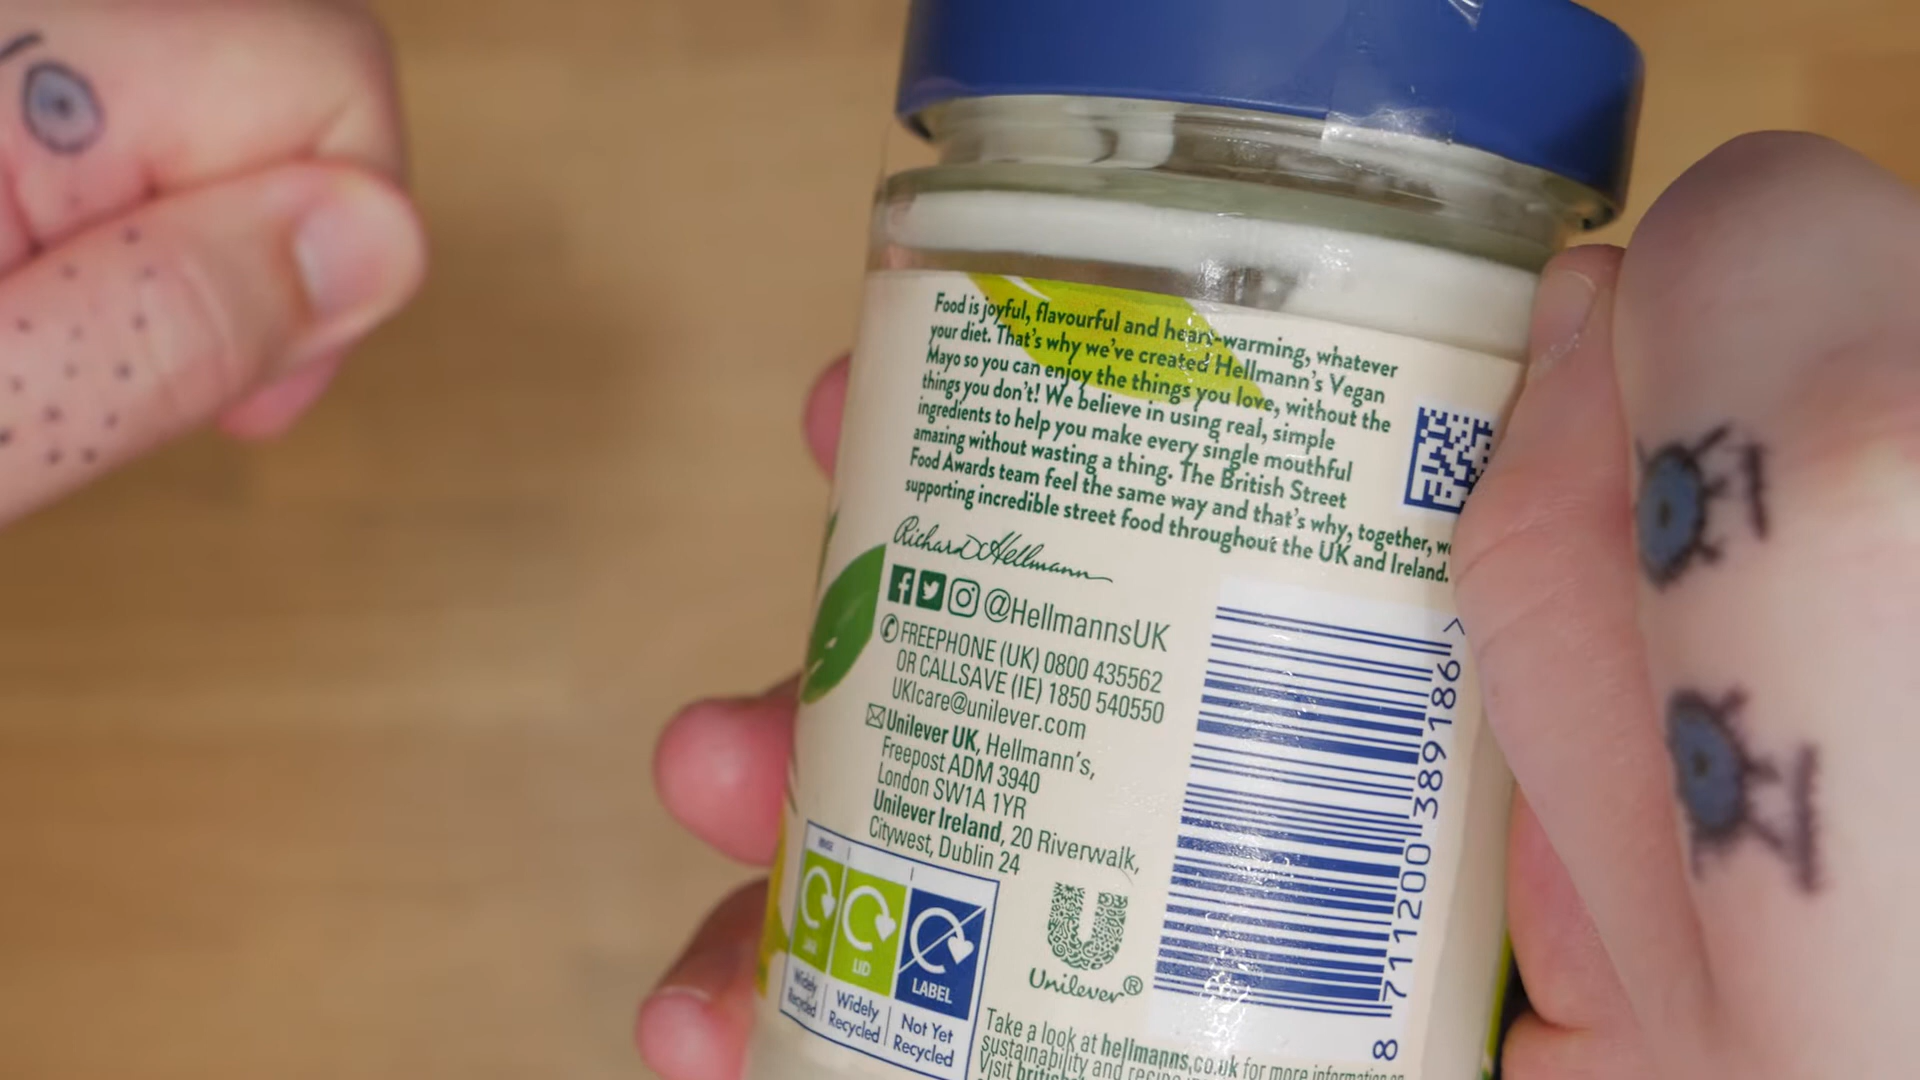 Food is joyful, flavourful and heart-warming, whatever
your diet. That's why we've created Hellmann's Vegan
Mayo so you can enjoy the things you love, without the
things you don't! We believe in using real, simple
ingredients to help you make every single mouthful
amazing without wasting a thing. The British Street
Food Awards team feel the same way and that's why, together, we
supporting incredible street food throughout the UK and Ireland.
Richard Hellmann
@HellmannsUK
FREEPHONE (UK) 0800 435562
OR CALLSAVE (IE) 1850 540550
UKIcare@unilever.com
Unilever UK, Hellmann's,
Freepost ADM 3940
London SW1A 1YR
Unilever Ireland, 20 Riverwalk,
Citywest, Dublin 24
8 711200 389186 >
RINSE
JAR
LID
LABEL
Widely
Recycled
Widely
Recycled
Not Yet
Recycled
Unilever®
Take a look at hellmanns.co.uk for more information on
sustainability and
Visit